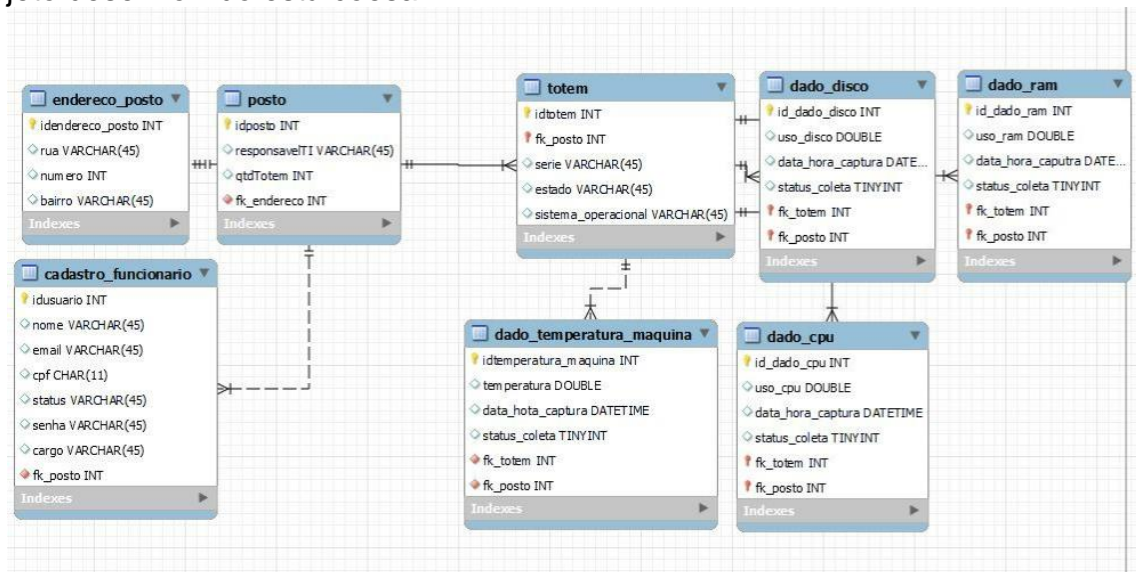 endereco_posto
idendereco_posto INT
rua VARCHAR(45)
numero INT
bairro VARCHAR(45)
Indexes
posto
idposto INT
responsavelTI VARCHAR(45)
qtdTotem INT
fk_endereco INT
Indexes
totem
idtotem INT
fk_posto INT
serie VARCHAR(45)
estado VARCHAR(45)
sistema_operacional VARCHAR(45)
Indexes
dado_disco
id_dado_disco INT
uso_disco DOUBLE
data_hora_captura DATE...
status_coleta TINYINT
fk_totem INT
fk_posto INT
Indexes
dado_ram
id_dado_ram INT
uso_ram DOUBLE
data_hora_caputra DATE...
status_coleta TINYINT
fk_totem INT
fk_posto INT
Indexes
cadastro_funcionario
idusuario INT
nome VARCHAR(45)
email VARCHAR(45)
cpf CHAR(11)
status VARCHAR(45)
senha VARCHAR(45)
cargo VARCHAR(45)
fk_posto INT
Indexes
dado_temperatura_maquina
idtemperatura_maquina INT
temperatura DOUBLE
data_hota_captura DATETIME
status_coleta TINYINT
fk_totem INT
fk_posto INT
Indexes
dado_cpu
id_dado_cpu INT
uso_cpu DOUBLE
data_hora_captura DATETIME
status_coleta TINYINT
fk_totem INT
fk_posto INT
Indexes